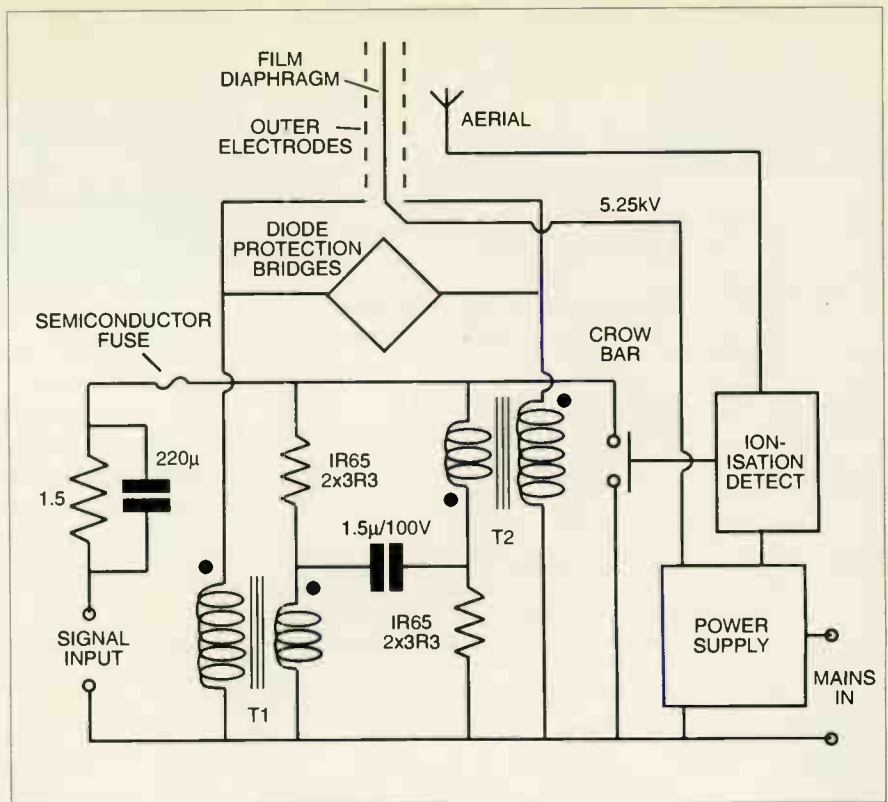 FILM
DIAPHRAGM
OUTER
ELECTRODES
AERIAL
5.25kV
DIODE
PROTECTION
BRIDGES
SEMICONDUCTOR
FUSE
CROW
BAR
220µ
1.5
IR65
2x3R3
1.5µ/100V
T2
ION-
ISATION
DETECT
IR65
2x3R3
SIGNAL
INPUT
T1
POWER
SUPPLY
MAINS
IN